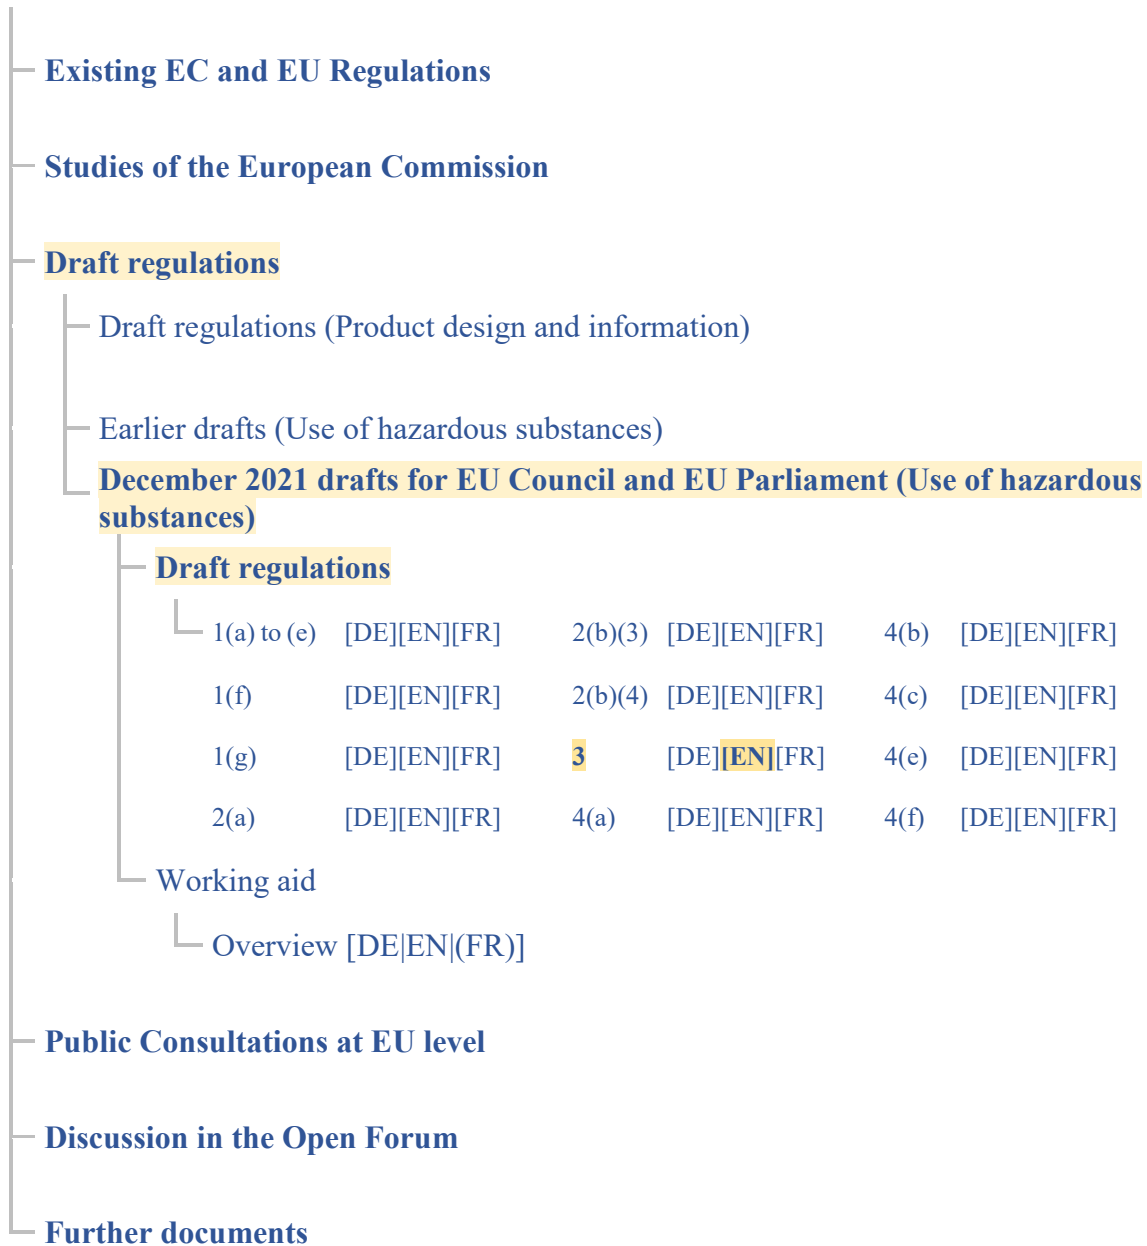 Existing EC and EU Regulations
Studies of the European Commission
Draft regulations
Draft regulations (Product design and information)
Earlier drafts (Use of hazardous substances)
December 2021 drafts for EU Council and EU Parliament (Use of hazardous
substances)
Draft regulations
1(a) to (e) [DE][EN][FR] 2(b)(3) [DE][EN][FR] 4(b) [DE][EN][FR]
1(f) [DE][EN][FR] 2(b)(4) [DE][EN][FR] 4(c) [DE][EN][FR]
1(g) [DE][EN][FR] 3 [DE][EN][FR] 4(e) [DE][EN][FR]
2(a) [DE][EN][FR] 4(a) [DE][EN][FR] 4(f) [DE][EN][FR]
Working aid
Overview [DE|EN|(FR)]
Public Consultations at EU level
Discussion in the Open Forum
Further documents